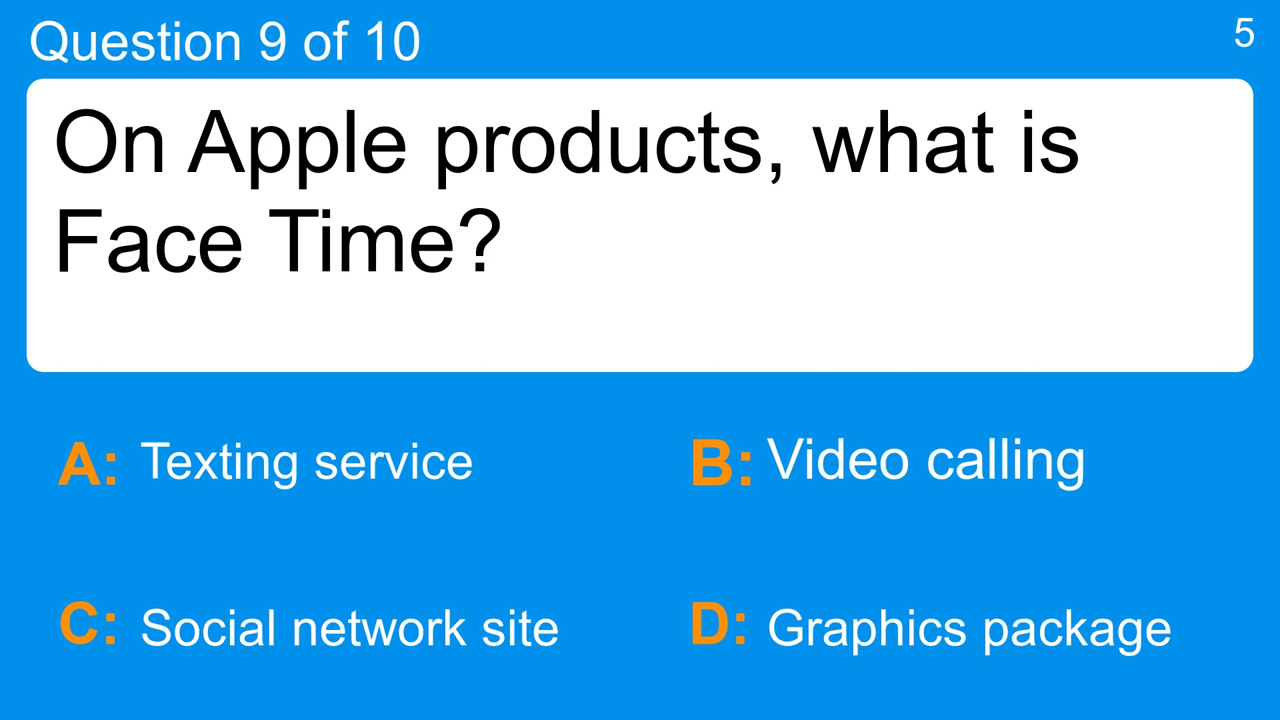 Question 9 of 10
5
On Apple products, what is
Face Time?
A: Texting service
B: Video calling
C: Social network site
D: Graphics package